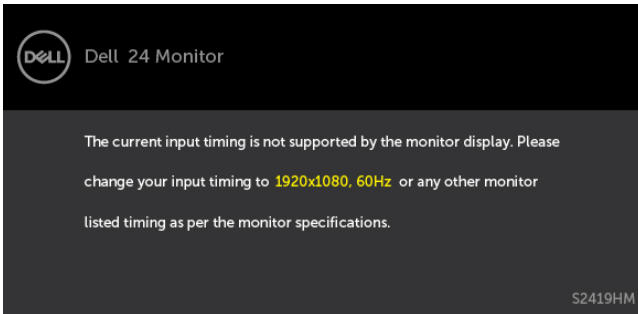 DELL
Dell 24 Monitor
The current input timing is not supported by the monitor display. Please
change your input timing to 1920x1080, 60Hz or any other monitor
listed timing as per the monitor specifications.
S2419HM